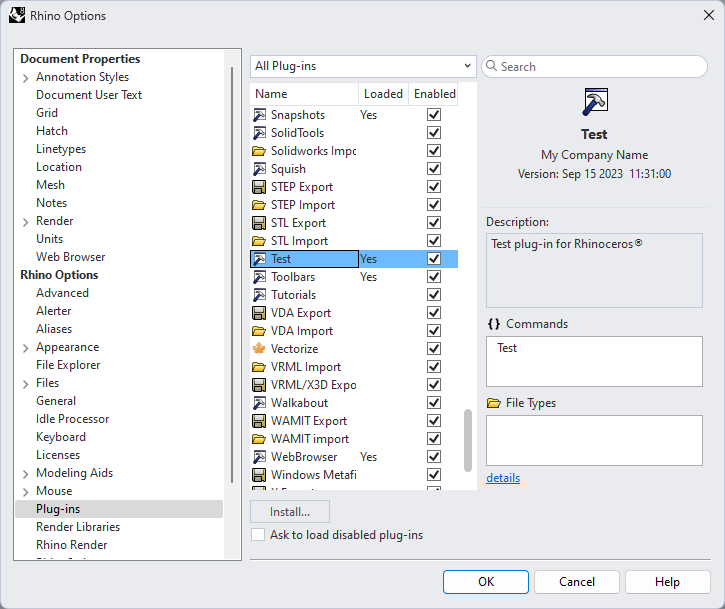 Rhino Options
Document Properties
Annotation Styles
Document User Text
Grid
Hatch
Linetypes
Location
Mesh
Notes
Render
Units
Web Browser
Rhino Options
Advanced
Alerter
Aliases
Appearance
File Explorer
Files
General
Idle Processor
Keyboard
Licenses
Modeling Aids
Mouse
Plug-ins
Render Libraries
Rhino Render
All Plug-ins
Name Loaded Enabled
Snapshots Yes
SolidTools
Solidworks Impc
Squish
STEP Export
STEP Import
STL Export
STL Import
Test Yes
Toolbars Yes
Tutorials
VDA Export
VDA Import
Vectorize
VRML Import
VRML/X3D Expo
Walkabout
WAMIT Export
WAMIT import
WebBrowser Yes
Windows Metafi
Install...
Ask to load disabled plug-ins
Search
Test
My Company Name
Version: Sep 15 2023 11:31:00
Description:
Test plug-in for Rhinoceros®
{} Commands
Test
File Types
details
OK Cancel Help